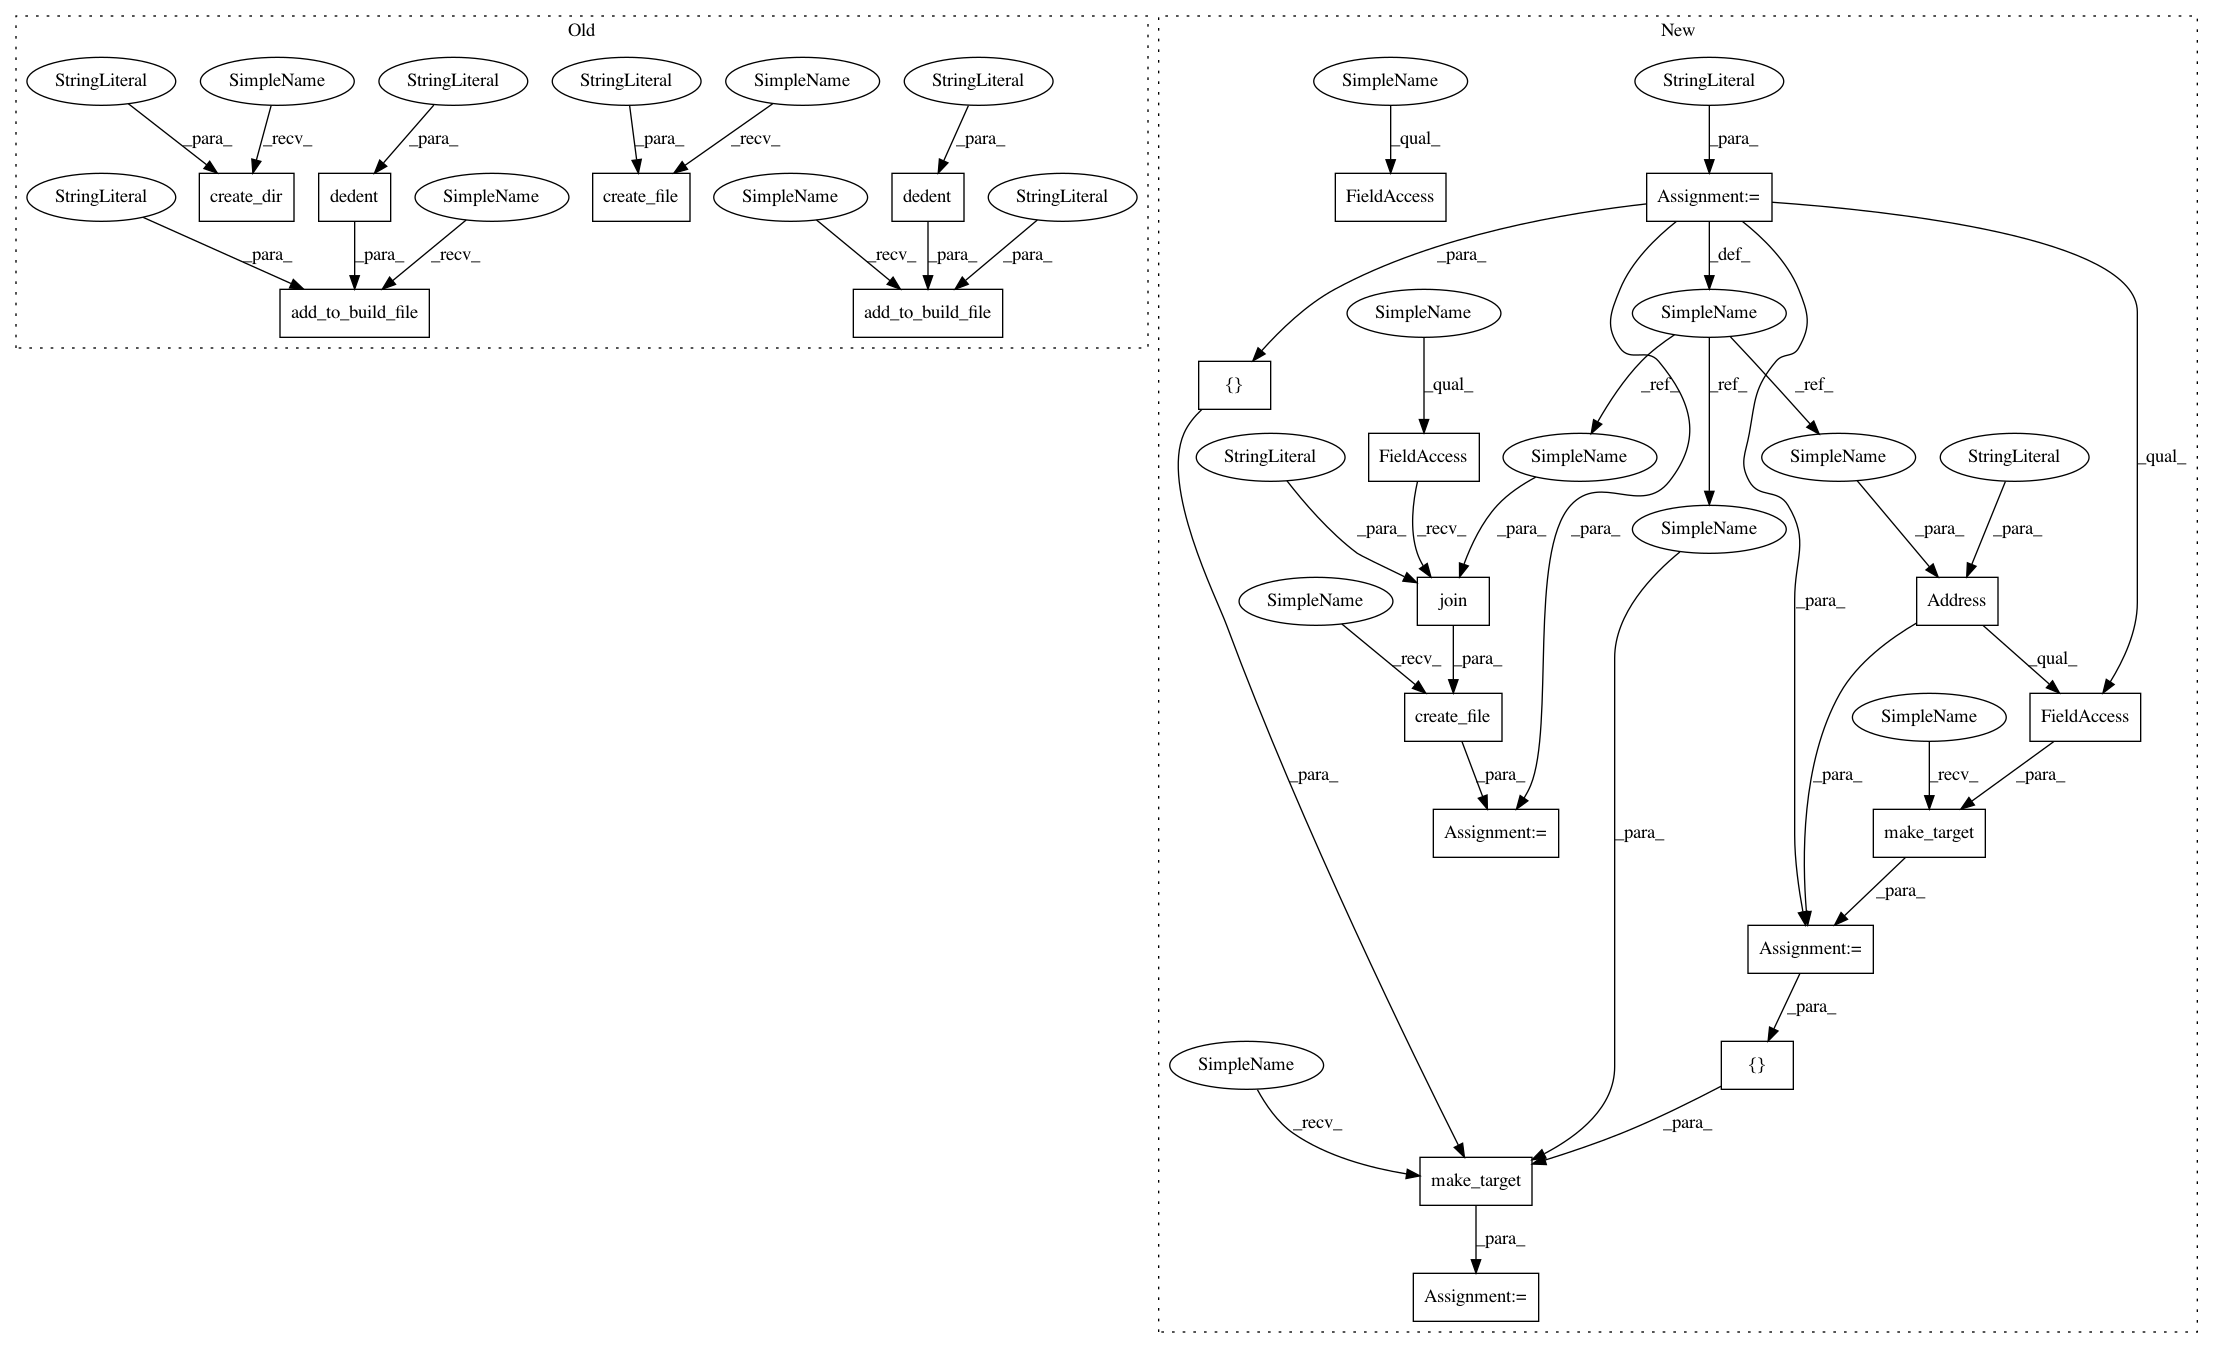 Old
New
StringLiteral SimpleName StringLiteral StringLiteral SimpleName StringLiteral SimpleName StringLiteral
_para_ _recv_ _para_ _para_ _recv_ _para_ _qual_ _para_
StringLiteral create_dir dedent SimpleName create_file SimpleName dedent StringLiteral FieldAccess Assignment:=
_para_ _para_ _recv_ _recv_ _para_ _para_ _para_ _def_
add_to_build_file add_to_build_file SimpleName SimpleName
{} _qual_ _ref_ _ref_ _ref_
StringLiteral FieldAccess SimpleName SimpleName StringLiteral _qual_
_para_ _recv_ _para_ _para_ SimpleName _para_ _para_
SimpleName join _para_ Address
_recv_ _para_ _qual_
create_file SimpleName FieldAccess
_para_ _para_ _para_ _recv_ _para_
Assignment:= _para_ make_target
_para_
Assignment:=
_para_
SimpleName {}
_recv_ _para_
make_target
_para_
Assignment:=